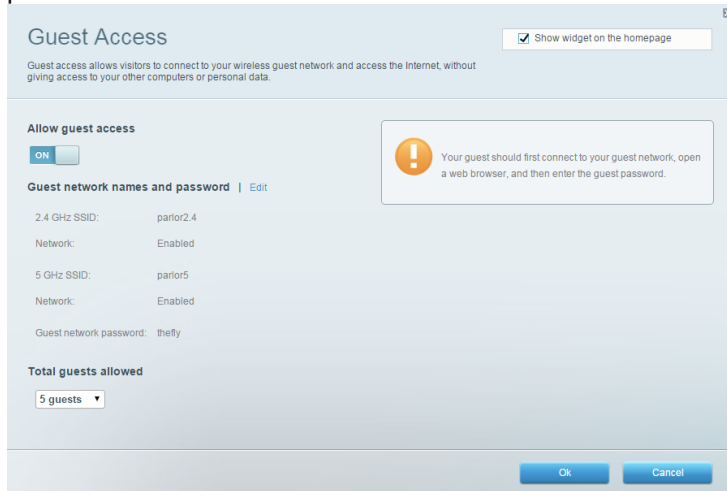 Guest Access
Show widget on the homepage
Guest access allows visitors to connect to your wireless guest network and access the Internet, without
giving access to your other computers or personal data.
Allow guest access
ON
Your guest should first connect to your guest network, open
a web browser, and then enter the guest password.
Guest network names and password | Edit
2.4 GHz SSID: parlor2.4
Network: Enabled
5 GHz SSID: parlor5
Network: Enabled
Guest network password: thefly
Total guests allowed
5 guests
Ok
Cancel